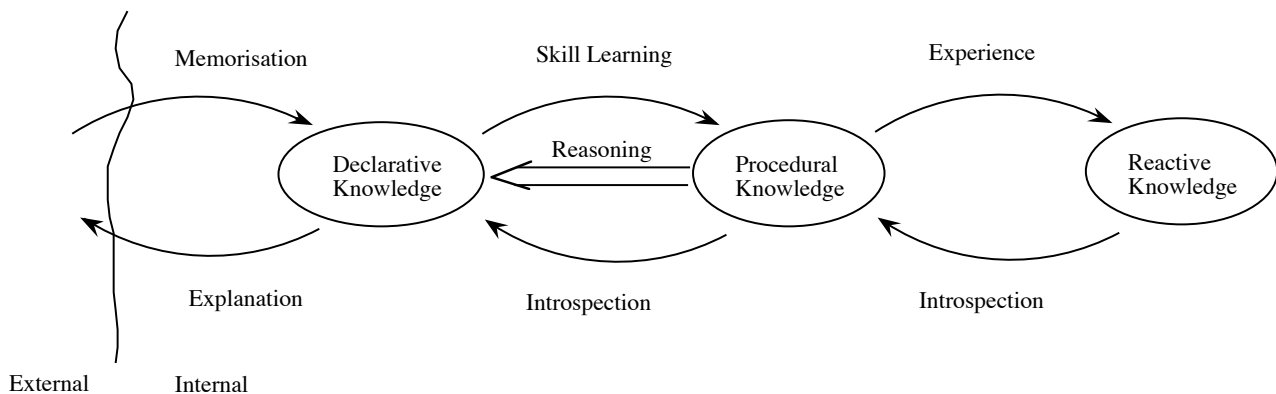 Memorisation
Skill Learning
Experience
Reasoning
Declarative
Knowledge
Procedural
Knowledge
Reactive
Knowledge
Explanation
Introspection
Introspection
External
Internal